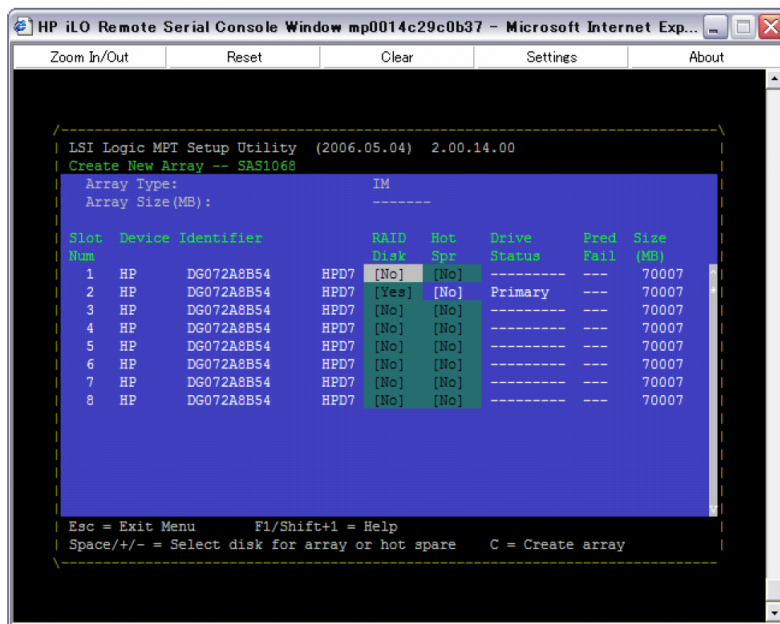 HP iLO Remote Serial Console Window mp0014c29c0b37 - Microsoft Internet Exp...
Zoom In/Out Reset Clear Settings About
LSI Logic MPT Setup Utility (2006.05.04) 2.00.14.00
Create New Array -- SAS1068
Array Type: IM
Array Size(MB): -------
Slot Device Identifier RAID Hot Drive Pred Size
Num Disk Spr Status Fail (MB)
1 HP DG072A8B54 HPD7 [No] [No] --------- --- 70007
2 HP DG072A8B54 HPD7 [Yes] [No] Primary --- 70007
3 HP DG072A8B54 HPD7 [No] [No] --------- --- 70007
4 HP DG072A8B54 HPD7 [No] [No] --------- --- 70007
5 HP DG072A8B54 HPD7 [No] [No] --------- --- 70007
6 HP DG072A8B54 HPD7 [No] [No] --------- --- 70007
7 HP DG072A8B54 HPD7 [No] [No] --------- --- 70007
8 HP DG072A8B54 HPD7 [No] [No] --------- --- 70007
Esc = Exit Menu F1/Shift+1 = Help
Space/+/- = Select disk for array or hot spare C = Create array